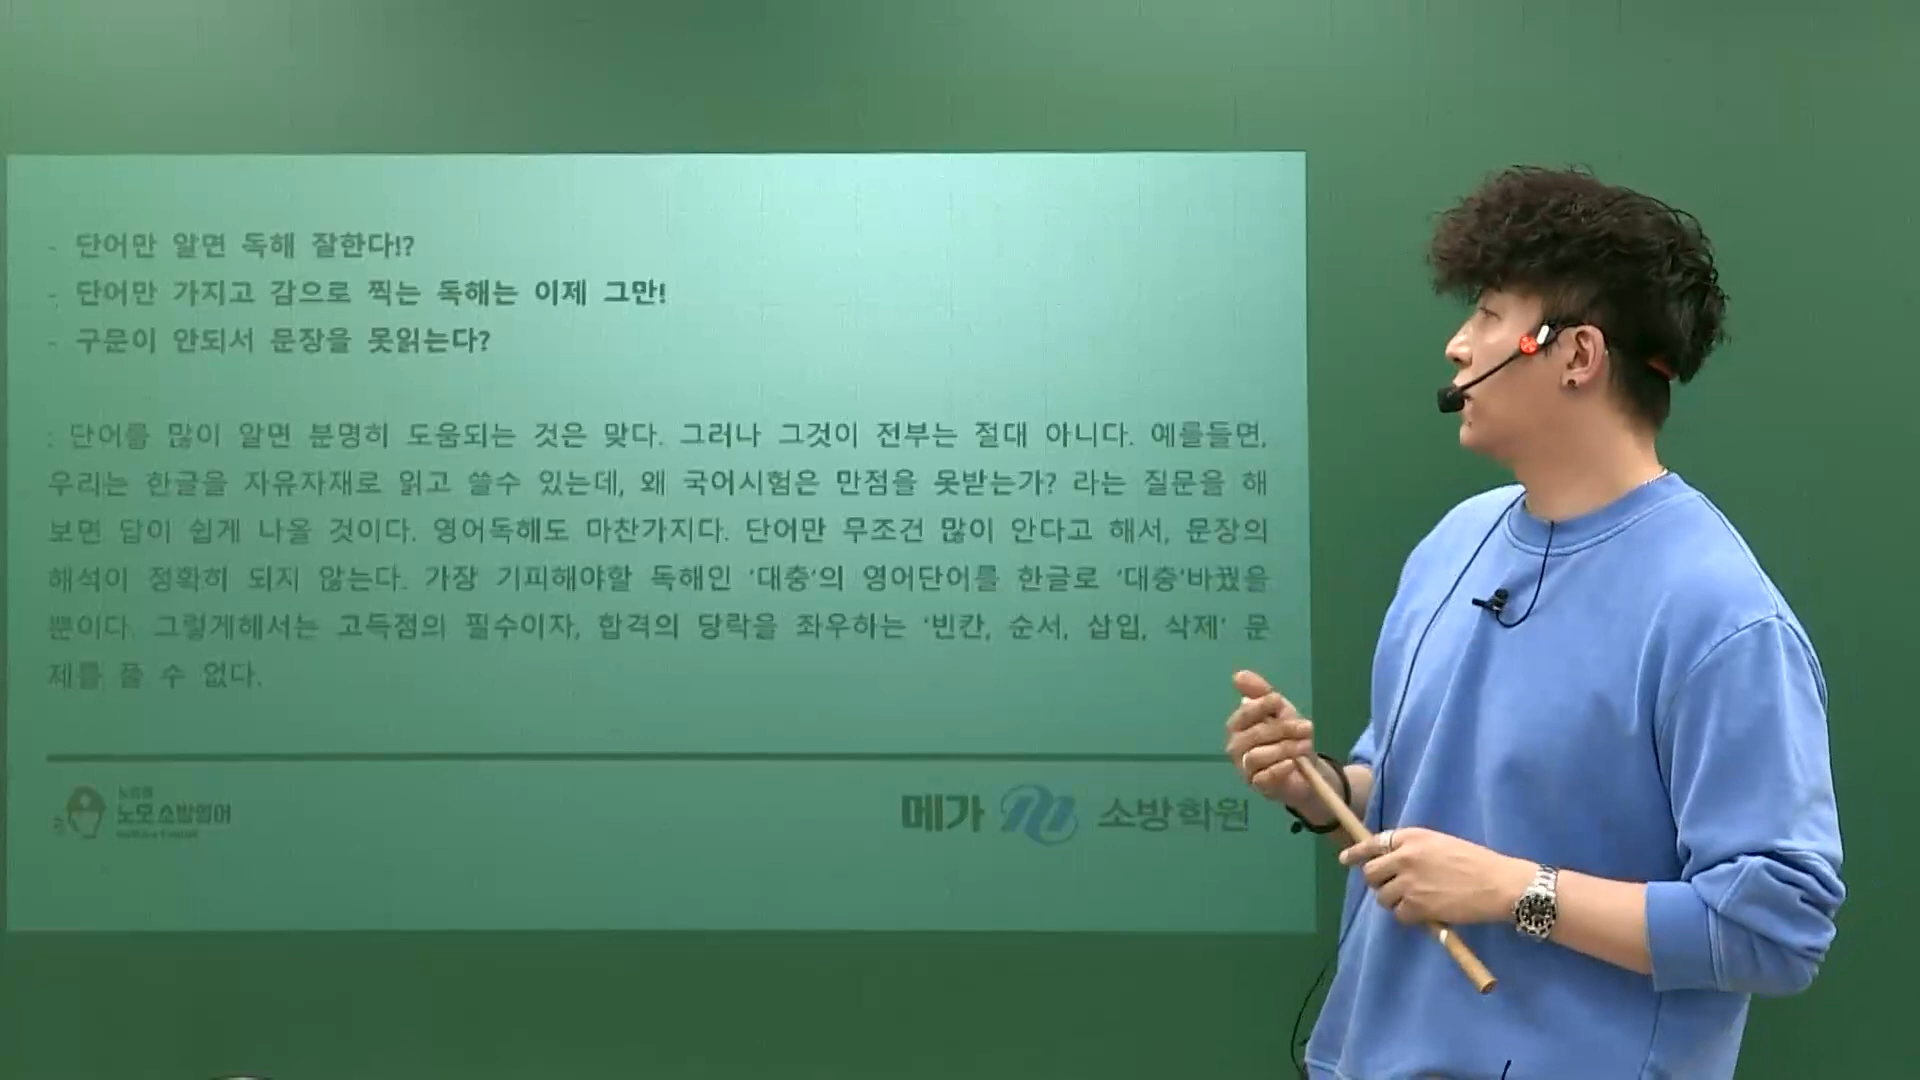 - 단어만 알면 독해 잘한다!?
- 단어만 가지고 감으로 찍는 독해는 이제 그만!
- 구문이 안되서 문장을 못읽는다?
: 단어를 많이 알면 분명히 도움되는 것은 맞다. 그러나 그것이 전부는 절대 아니다. 예를들면,
우리는 한글을 자유자재로 읽고 쓸수 있는데, 왜 국어시험은 만점을 못받는가? 라는 질문을 해
보면 답이 쉽게 나올 것이다. 영어독해도 마찬가지다. 단어만 무조건 많이 안다고 해서, 문장의
해석이 정확히 되지 않는다. 가장 기피해야할 독해인 '대충'의 영어단어를 한글로 '대충'바꿨을
뿐이다. 그렇게해서는 고득점의 필수이자, 합격의 당락을 좌우하는 '빈칸, 순서, 삽입, 삭제' 문
제를 풀 수 없다.
노모 소방영어
메가 소방학원